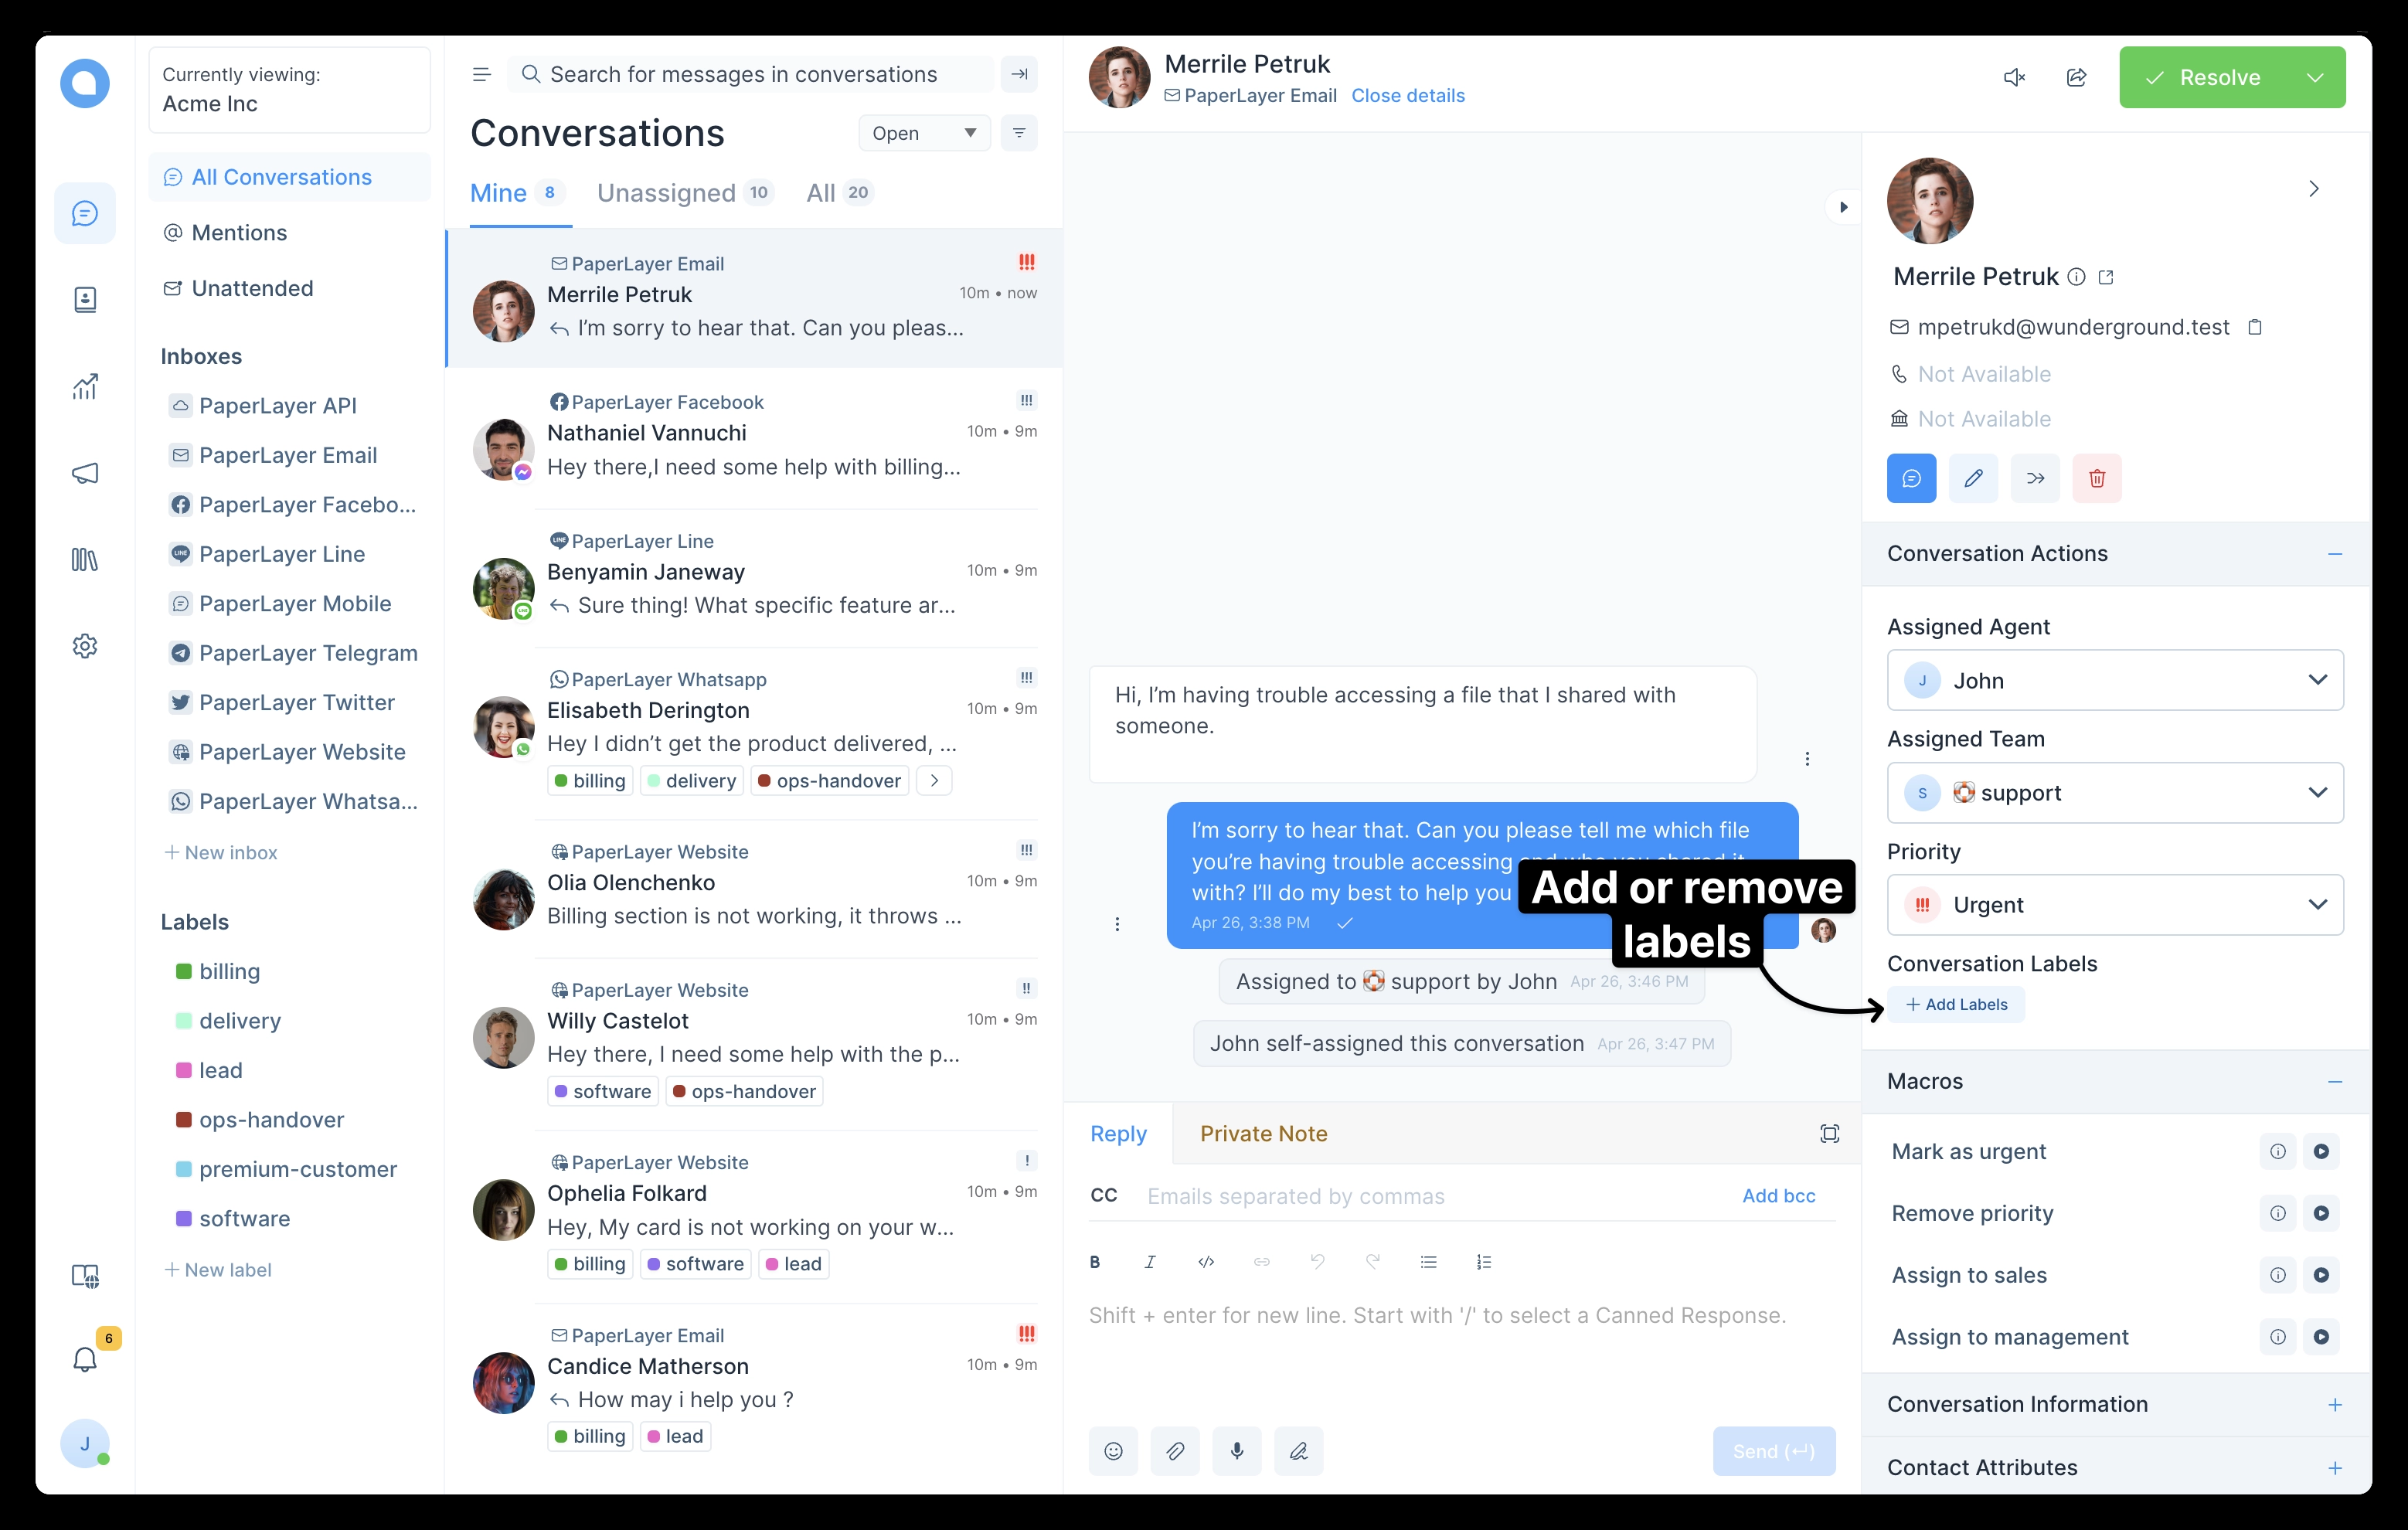 Currently viewing:
Acme Inc
All Conversations
Mentions
Unattended
Inboxes
PaperLayer API
PaperLayer Email
PaperLayer Facebo...
PaperLayer Line
PaperLayer Mobile
PaperLayer Telegram
PaperLayer Twitter
PaperLayer Website
PaperLayer Whatsa...
+ New inbox
Labels
billing
delivery
lead
ops-handover
premium-customer
software
+ New label
6
J
Search for messages in conversations
Conversations
Open
Mine 8 Unassigned 10 All 20
PaperLayer Email !!!
Merrile Petruk 10m • now
I’m sorry to hear that. Can you pleas...
PaperLayer Facebook !!!
Nathaniel Vannuchi 10m • 9m
Hey there,I need some help with billing...
LINE PaperLayer Line
Benyamin Janeway 10m • 9m
Sure thing! What specific feature ar...
PaperLayer Whatsapp !!!
Elisabeth Derington 10m • 9m
Hey I didn’t get the product delivered, ...
billing delivery ops-handover
PaperLayer Website !!!
Olia Olenchenko 10m • 9m
Billing section is not working, it throws ...
PaperLayer Website !!
Willy Castelot 10m • 9m
Hey there, I need some help with the p...
software ops-handover
PaperLayer Website !
Ophelia Folkard 10m • 9m
Hey, My card is not working on your w...
billing software lead
PaperLayer Email !!!
Candice Matherson 10m • 9m
How may i help you ?
billing lead
Merrile Petruk
PaperLayer Email Close details
Resolve
Hi, I’m having trouble accessing a file that I shared with
someone.
I’m sorry to hear that. Can you please tell me which file
you’re having trouble accessing and who you shared it
with? I’ll do my best to help you
Apr 26, 3:38 PM
Add or remove
labels
Assigned to support by John Apr 26, 3:46 PM
John self-assigned this conversation Apr 26, 3:47 PM
Reply Private Note
CC Emails separated by commas Add bcc
B I </>
Shift + enter for new line. Start with '/' to select a Canned Response.
Send (↵)
Merrile Petruk
mpetrukd@wunderground.test
Not Available
Not Available
Conversation Actions
Assigned Agent
J John
Assigned Team
S support
Priority
!!! Urgent
Conversation Labels
+ Add Labels
Macros
Mark as urgent
Remove priority
Assign to sales
Assign to management
Conversation Information
Contact Attributes